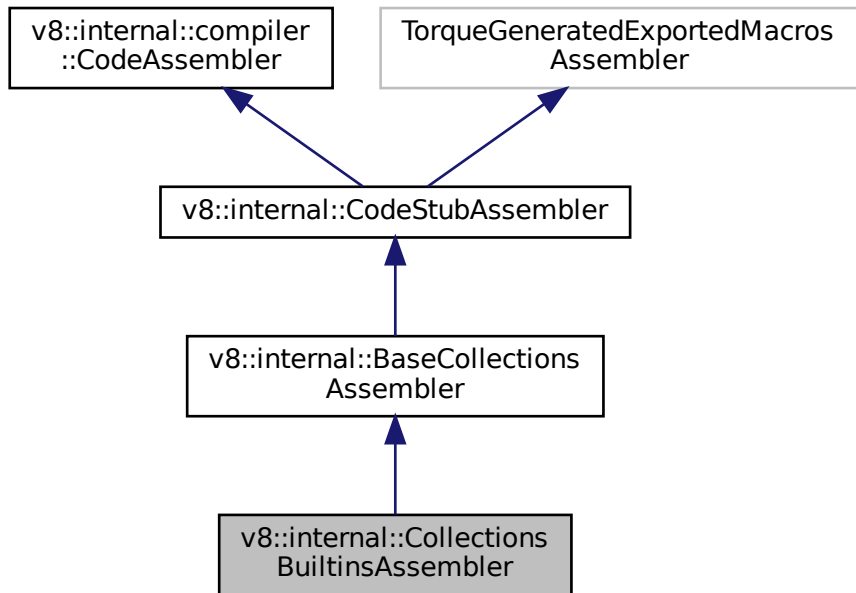 v8::internal::compiler
::CodeAssembler
TorqueGeneratedExportedMacros
Assembler
v8::internal::CodeStubAssembler
v8::internal::BaseCollections
Assembler
v8::internal::Collections
BuiltinsAssembler